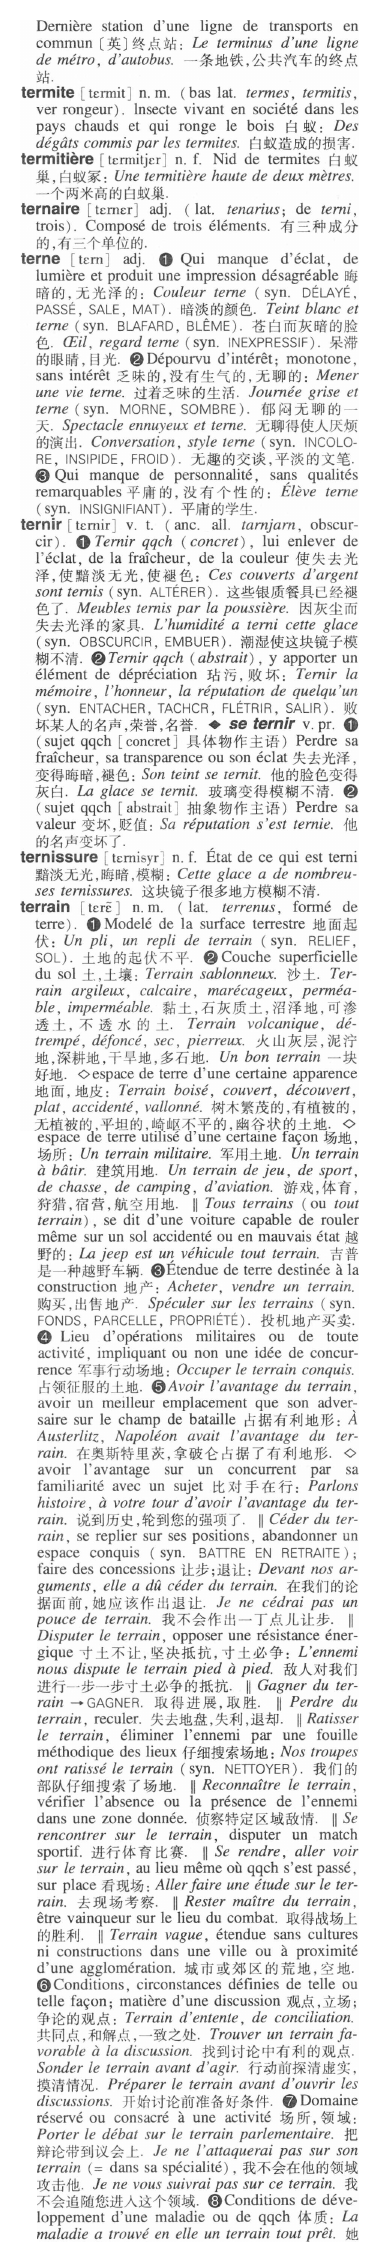 Dernière station d'une ligne de transports en
commun [英] 终点站: Le terminus d'une ligne
de métro, d'autobus. 一条地铁,公共汽车的终点
站.
termite [tɛrmit] n. m. (bas lat. termes, termitis,
ver rongeur). Insecte vivant en société dans les
pays chauds et qui ronge le bois 白蚁: Des
dégâts commis par les termites. 白蚁造成的损害.
termitière [tɛrmitjɛr] n. f. Nid de termites 白蚁
巢,白蚁冢: Une termitière haute de deux mètres.
一个两米高的白蚁巢.
ternaire [tɛrnɛr] adj. (lat. tenarius; de terni,
trois). Composé de trois éléments. 有三种成分
的,有三个单位的.
terne [tɛrn] adj. ❶ Qui manque d'éclat, de
lumière et produit une impression désagréable 晦
暗的,无光泽的: Couleur terne (syn. DÉLAYÉ,
PASSÉ, SALE, MAT). 暗淡的颜色. Teint blanc et
terne (syn. BLAFARD, BLÊME). 苍白而灰暗的脸
色. Œil, regard terne (syn. INEXPRESSIF). 呆滞
的眼睛,目光. ❷ Dépourvu d'intérêt; monotone,
sans intérêt 乏味的,没有生气的,无聊的: Mener
une vie terne. 过着乏味的生活. Journée grise et
terne (syn. MORNE, SOMBRE). 郁闷无聊的一
天. Spectacle ennuyeux et terne. 无聊得使人厌烦
的演出. Conversation, style terne (syn. INCOLO-
RE, INSIPIDE, FROID). 无趣的交谈,平淡的文笔.
❸ Qui manque de personnalité, sans qualités
remarquables 平庸的,没有个性的: Élève terne
(syn. INSIGNIFIANT). 平庸的学生.
ternir [tɛrnir] v. t. (anc. all. tarnjarn, obscur-
cir). ❶ Ternir qqch (concret), lui enlever de
l'éclat, de la fraîcheur, de la couleur 使失去光
泽,使黯淡无光,使褪色: Ces couverts d'argent
sont ternis (syn. ALTÉRER). 这些银质餐具已经褪
色了. Meubles ternis par la poussière. 因灰尘而
失去光泽的家具. L'humidité a terni cette glace
(syn. OBSCURCIR, EMBUER). 潮湿使这块镜子模
糊不清. ❷ Ternir qqch (abstrait), y apporter un
élément de dépréciation 玷污,败坏: Ternir la
mémoire, l'honneur, la réputation de quelqu'un
(syn. ENTACHER, TACHCR, FLÉTRIR, SALIR). 败
坏某人的名声,荣誉,名誉. ◆ se ternir v. pr. ❶
(sujet qqch [concret] 具体物作主语) Perdre sa
fraîcheur, sa transparence ou son éclat 失去光泽,
变得晦暗,褪色: Son teint se ternit. 他的脸色变得
灰白. La glace se ternit. 玻璃变得模糊不清. ❷
(sujet qqch [abstrait] 抽象物作主语) Perdre sa
valeur 变坏,贬值: Sa réputation s'est ternie. 他
的名声变坏了.
ternissure [tɛrnisyr] n. f. État de ce qui est terni
黯淡无光,晦暗,模糊: Cette glace a de nombreu-
ses ternissures. 这块镜子很多地方模糊不清.
terrain [tɛrɛ̃] n. m. (lat. terrenus, formé de
terre). ❶ Modelé de la surface terrestre 地面起
伏: Un pli, un repli de terrain (syn. RELIEF,
SOL). 土地的起伏不平. ❷ Couche superficielle
du sol 土,土壤: Terrain sablonneux. 沙土. Ter-
rain argileux, calcaire, marécageux, perméa-
ble, imperméable. 黏土,石灰质土,沼泽地,可渗
透土,不透水的土. Terrain volcanique, dé-
trempé, défoncé, sec, pierreux. 火山灰层,泥泞
地,深耕地,干旱地,多石地. Un bon terrain 一块
好地. ◇espace de terre d'une certaine apparence
地面,地皮: Terrain boisé, couvert, découvert,
plat, accidenté, vallonné. 树木繁茂的,有植被的,
无植被的,平坦的,崎岖不平的,幽谷状的土地. ◇
espace de terre utilisé d'une certaine façon 场地,
场所: Un terrain militaire. 军用土地. Un terrain
à bâtir. 建筑用地. Un terrain de jeu, de sport,
de chasse, de camping, d'aviation. 游戏,体育,
狩猎,宿营,航空用地. ‖ Tous terrains (ou tout
terrain), se dit d'une voiture capable de rouler
même sur un sol accidenté ou en mauvais état 越
野的: La jeep est un véhicule tout terrain. 吉普
是一种越野车辆. ❸ Étendue de terre destinée à la
construction 地产: Acheter, vendre un terrain.
购买,出售地产. Spéculer sur les terrains (syn.
FONDS, PARCELLE, PROPRIÉTÉ). 投机地产买卖.
❹ Lieu d'opérations militaires ou de toute
activité, impliquant ou non une idée de concur-
rence 军事行动场地: Occuper le terrain conquis.
占领征服的土地. ❺ Avoir l'avantage du terrain,
avoir un meilleur emplacement que son adver-
saire sur le champ de bataille 占据有利地形: À
Austerlitz, Napoléon avait l'avantage du ter-
rain. 在奥斯特里茨,拿破仑占据了有利地形. ◇
avoir l'avantage sur un concurrent par sa
familiarité avec un sujet 比对手在行: Parlons
histoire, à votre tour d'avoir l'avantage du ter-
rain. 说到历史,轮到您的强项了. ‖ Céder du ter-
rain, se replier sur ses positions, abandonner un
espace conquis (syn. BATTRE EN RETRAITE);
faire des concessions 让步;退让: Devant nos ar-
guments, elle a dû céder du terrain. 在我们的论
据面前,她应该作出退让. Je ne cédrai pas un
pouce de terrain. 我不会作出一丁点儿让步. ‖
Disputer le terrain, opposer une résistance éner-
gique 寸土不让,坚决抵抗,寸土必争: L'ennemi
nous dispute le terrain pied à pied. 敌人对我们
进行一步一步寸土必争的抵抗. ‖ Gagner du ter-
rain → GAGNER. 取得进展,取胜. ‖ Perdre du
terrain, reculer. 失去地盘,失利,退却. ‖ Ratisser
le terrain, éliminer l'ennemi par une fouille
méthodique des lieux 仔细搜索场地: Nos troupes
ont ratissé le terrain (syn. NETTOYER). 我们的
部队仔细搜索了场地. ‖ Reconnaître le terrain,
vérifier l'absence ou la présence de l'ennemi
dans une zone donnée. 侦察特定区域敌情. ‖ Se
rencontrer sur le terrain, disputer un match
sportif. 进行体育比赛. ‖ Se rendre, aller voir
sur le terrain, au lieu même où qqch s'est passé,
sur place 看现场: Aller faire une étude sur le ter-
rain. 去现场考察. ‖ Rester maître du terrain,
être vainqueur sur le lieu du combat. 取得战场上
的胜利. ‖ Terrain vague, étendue sans cultures
ni constructions dans une ville ou à proximité
d'une agglomération. 城市或郊区的荒地,空地.
❻ Conditions, circonstances définies de telle ou
telle façon; matière d'une discussion 观点,立场;
争论的观点: Terrain d'entente, de conciliation.
共同点,和解点,一致之处. Trouver un terrain fa-
vorable à la discussion. 找到讨论中有利的观点.
Sonder le terrain avant d'agir. 行动前探清虚实,
摸清情况. Préparer le terrain avant d'ouvrir les
discussions. 开始讨论前准备好条件. ❼ Domaine
réservé ou consacré à une activité 场所,领域:
Porter le débat sur le terrain parlementaire. 把
辩论带到议会上. Je ne l'attaquerai pas sur son
terrain (= dans sa spécialité), 我不会在他的领域
攻击他. Je ne vous suivrai pas sur ce terrain. 我
不会追随您进入这个领域. ❽ Conditions de déve-
loppement d'une maladie ou de qqch 体质: La
maladie a trouvé en elle un terrain tout prêt. 她